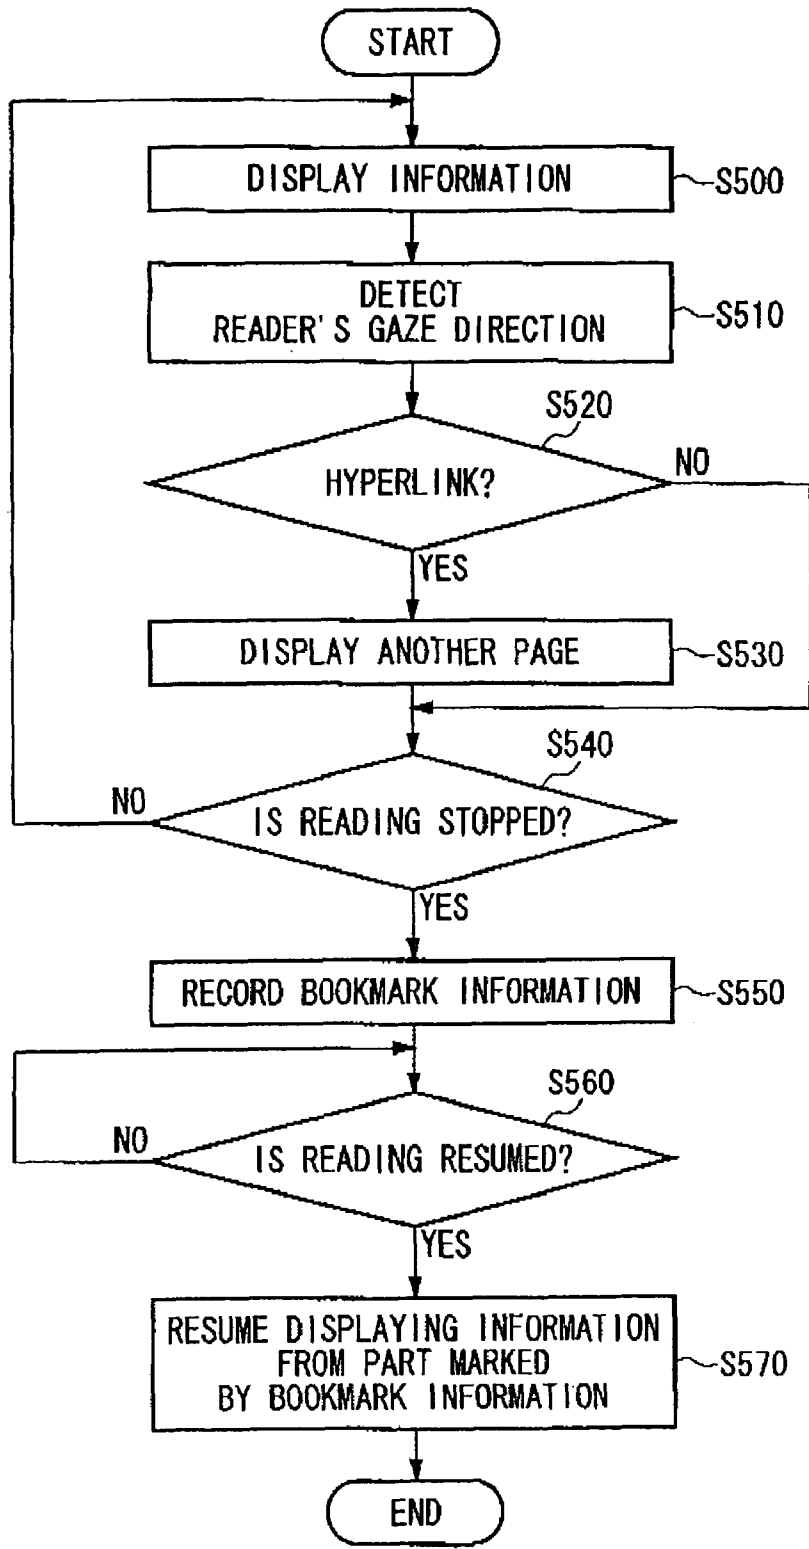 START
DISPLAY INFORMATION
S500
DETECT
READER'S GAZE DIRECTION
S510
S520
HYPERLINK?
NO
YES
DISPLAY ANOTHER PAGE
S530
S540
NO
IS READING STOPPED?
YES
RECORD BOOKMARK INFORMATION
S550
S560
NO
IS READING RESUMED?
YES
RESUME DISPLAYING INFORMATION
FROM PART MARKED
BY BOOKMARK INFORMATION
S570
END